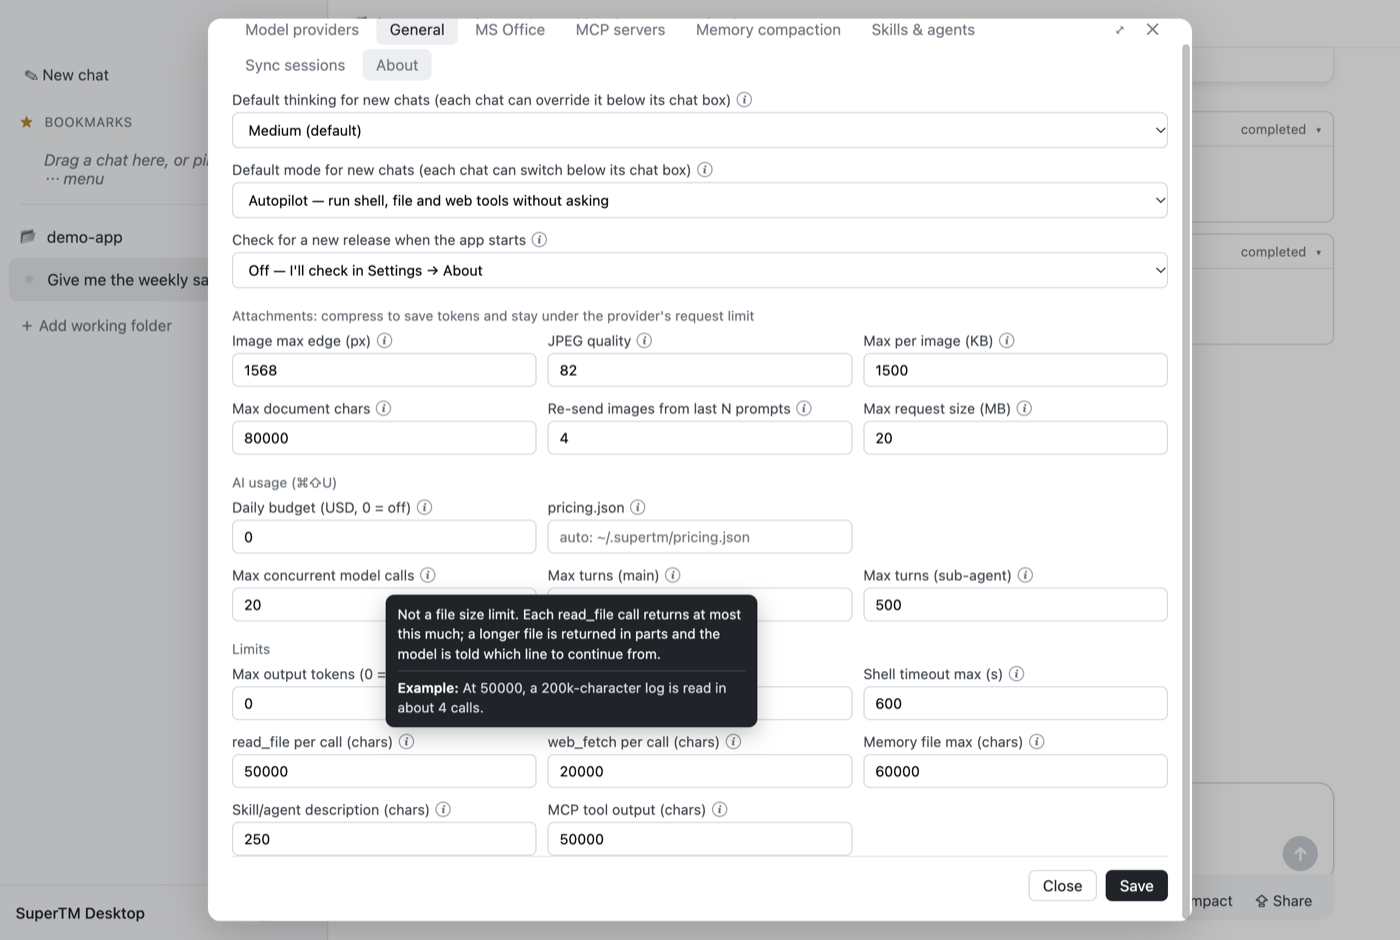 Model providers
General
MS Office
MCP servers
Memory compaction
Skills & agents
Sync sessions
About
New chat
BOOKMARKS
Drag a chat here, or pi
··· menu
demo-app
Give me the weekly sa
+ Add working folder
SuperTM Desktop
Default thinking for new chats (each chat can override it below its chat box)
Medium (default)
Default mode for new chats (each chat can switch below its chat box)
Autopilot — run shell, file and web tools without asking
Check for a new release when the app starts
Off — I'll check in Settings → About
Attachments: compress to save tokens and stay under the provider's request limit
Image max edge (px)
JPEG quality
Max per image (KB)
1568
82
1500
Max document chars
Re-send images from last N prompts
Max request size (MB)
80000
4
20
AI usage (⌘⇧U)
Daily budget (USD, 0 = off)
pricing.json
0
auto: ~/.supertm/pricing.json
Max concurrent model calls
Max turns (main)
Max turns (sub-agent)
20
500
Not a file size limit. Each read_file call returns at most
this much; a longer file is returned in parts and the
model is told which line to continue from.
Example: At 50000, a 200k-character log is read in
about 4 calls.
Limits
Max output tokens (0 =
Shell timeout max (s)
0
600
read_file per call (chars)
web_fetch per call (chars)
Memory file max (chars)
50000
20000
60000
Skill/agent description (chars)
MCP tool output (chars)
250
50000
Close
Save
completed
completed
mpact
Share